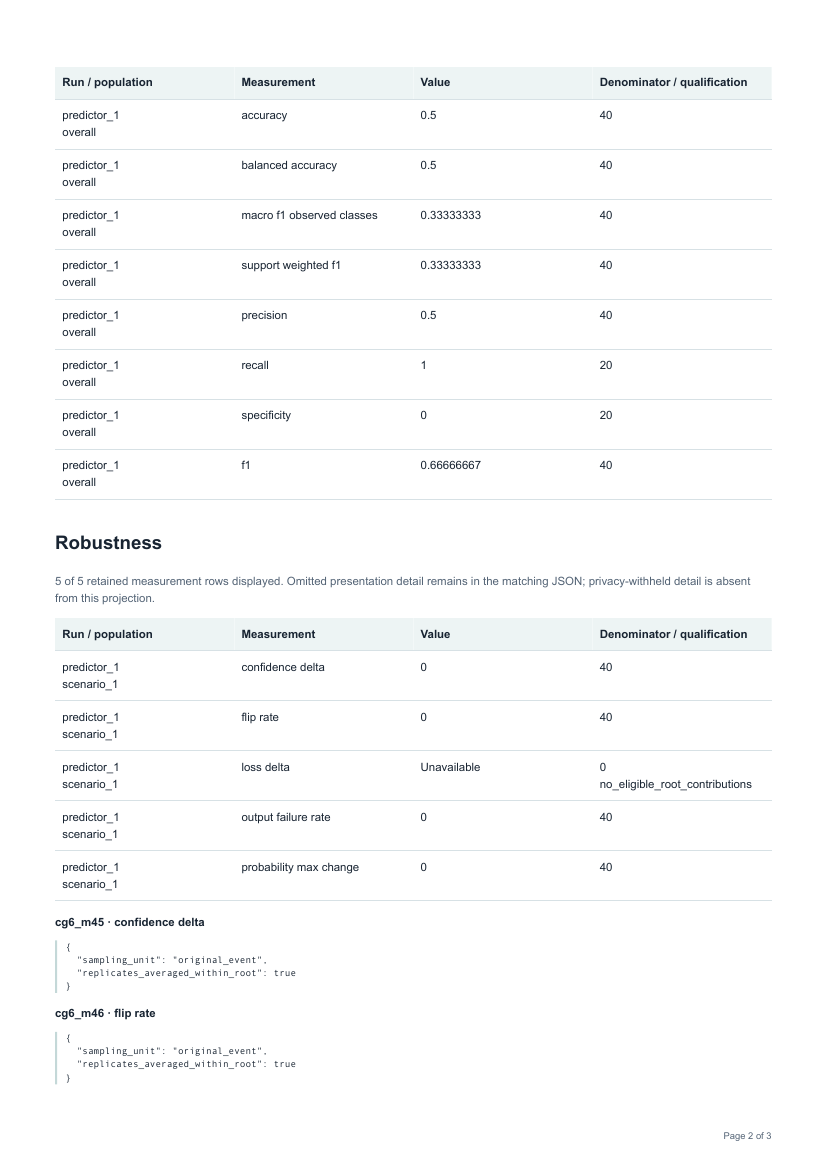 Run / population Measurement Value Denominator / qualification
predictor_1 accuracy 0.5 40
overall
predictor_1 balanced accuracy 0.5 40
overall
predictor_1 macro f1 observed classes 0.33333333 40
overall
predictor_1 support weighted f1 0.33333333 40
overall
predictor_1 precision 0.5 40
overall
predictor_1 recall 1 20
overall
predictor_1 specificity 0 20
overall
predictor_1 f1 0.66666667 40
overall
Robustness
5 of 5 retained measurement rows displayed. Omitted presentation detail remains in the matching JSON; privacy-withheld detail is absent
from this projection.
Run / population Measurement Value Denominator / qualification
predictor_1 confidence delta 0 40
scenario_1
predictor_1 flip rate 0 40
scenario_1
predictor_1 loss delta Unavailable 0
scenario_1 no_eligible_root_contributions
predictor_1 output failure rate 0 40
scenario_1
predictor_1 probability max change 0 40
scenario_1
cg6_m45 · confidence delta
{
  "sampling_unit": "original_event",
  "replicates_averaged_within_root": true
}
cg6_m46 · flip rate
{
  "sampling_unit": "original_event",
  "replicates_averaged_within_root": true
}
Page 2 of 3